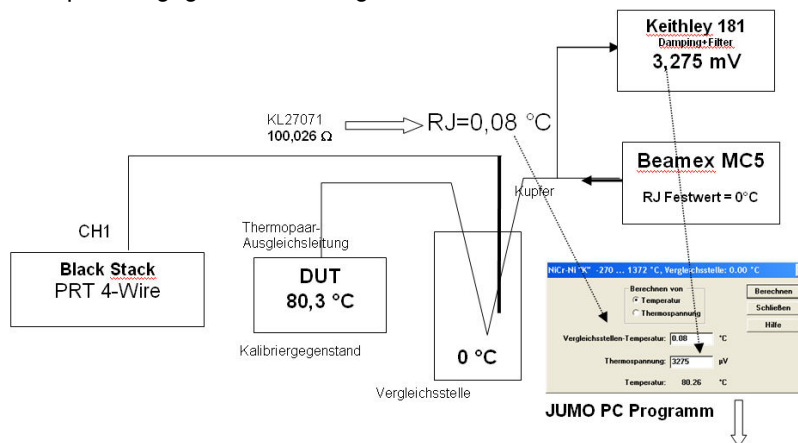 Keithley 181
Damping+Filter
3,275 mV
KL27071
100,026 Ω
RJ=0,08 °C
Beamex MC5
RJ Festwert = 0°C
Kupfer
CH1
Thermopaar-
Ausgleichsleitung
Black Stack
PRT 4-Wire
DUT
80,3 °C
Kalibriergegenstand
0 °C
Vergleichsstelle
NiCr-Ni "K" -270 ... 1372 °C, Vergleichsstelle: 0.00 °C
Berechnen von
Temperatur
Thermospannung
Berechnen
Schließen
Hilfe
Vergleichsstellen-Temperatur: 0.08 °C
Thermospannung: 3275 µV
Temperatur: 80.26 °C
JUMO PC Programm